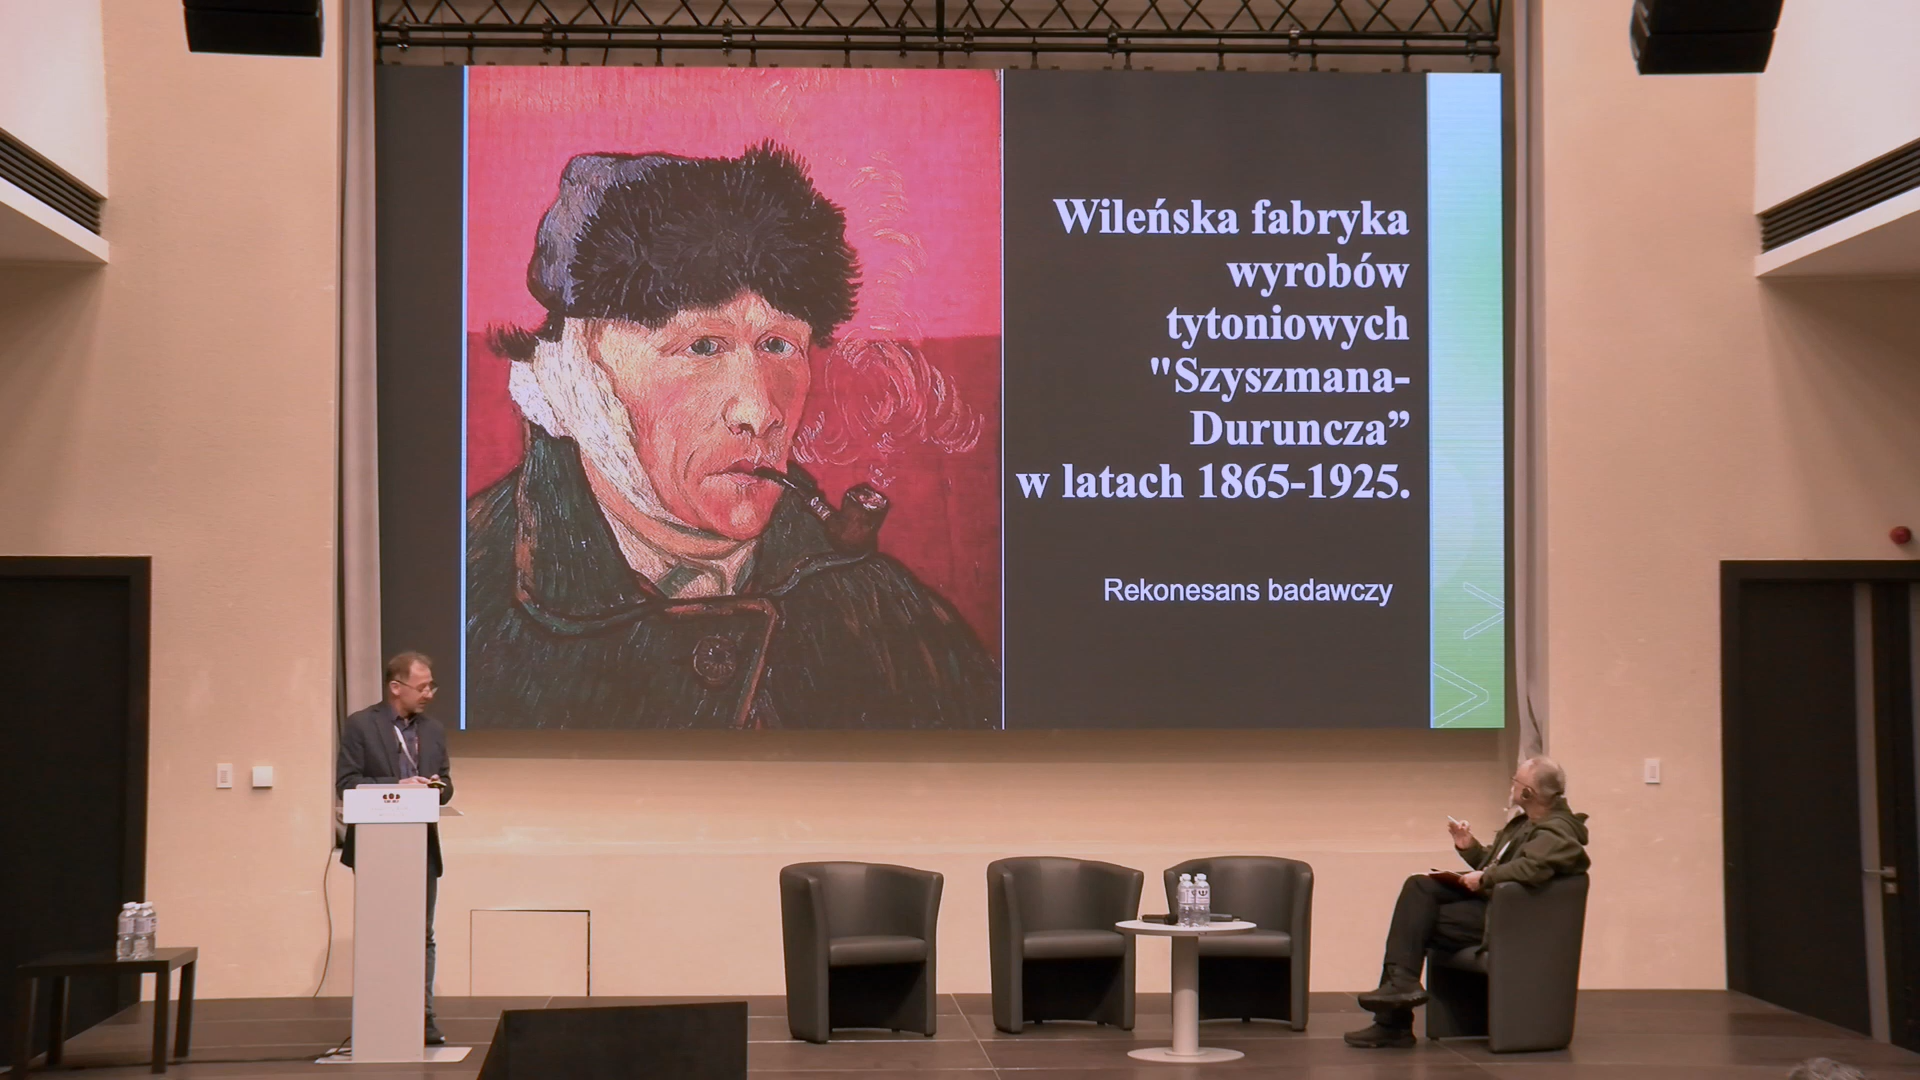 Wileńska fabryka
wyrobów
tytoniowych
"Szyszmana-
Duruncza”
w latach 1865-1925.
Rekonesans badawczy